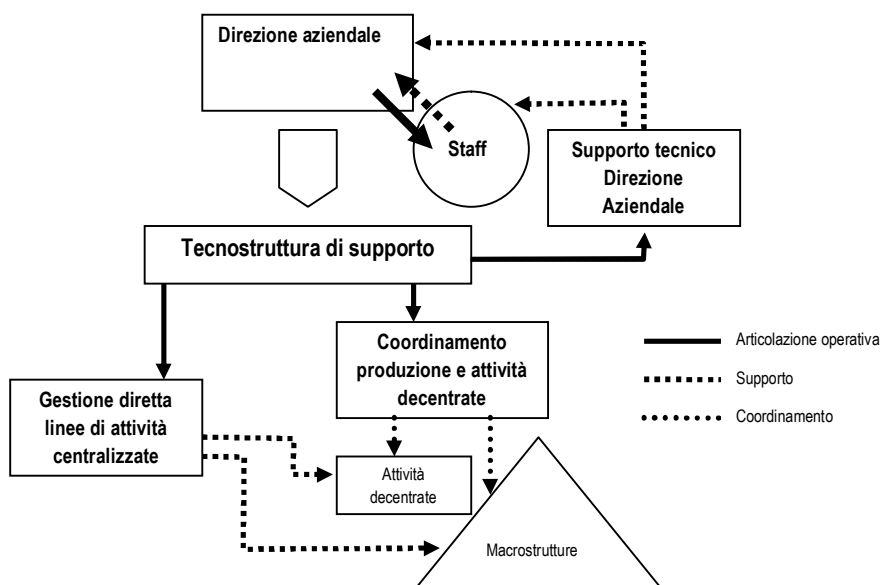 Direzione aziendale
Staff
Supporto tecnico
Direzione
Aziendale
Tecnostruttura di supporto
Coordinamento
produzione e attività
decentrate
Articolazione operativa
Supporto
Coordinamento
Gestione diretta
linee di attività
centralizzate
Attività
decentrate
Macrostrutture